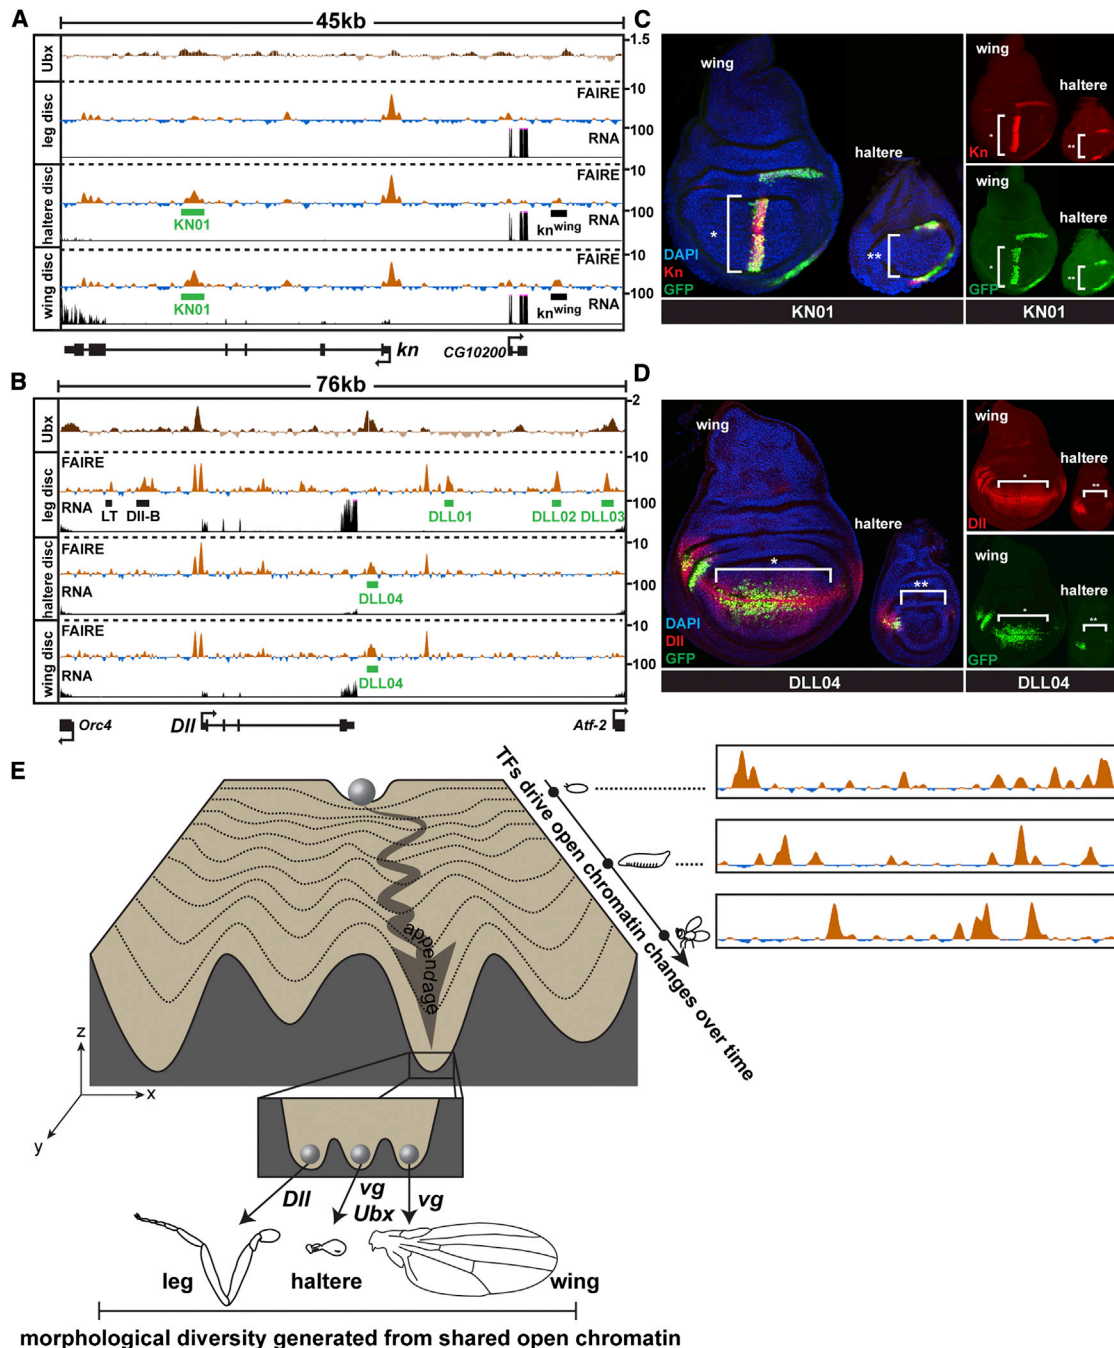 A
45kb
Ubx
1.5
leg disc
FAIRE
10
RNA
100
haltere disc
FAIRE
10
KN01
RNA
knwing
100
wing disc
FAIRE
10
KN01
RNA
knwing
100
kn
CG10200
B
76kb
Ubx
2
leg disc
FAIRE
10
RNA
100
LT
Dll-B
DLL01
DLL02
DLL03
haltere disc
FAIRE
10
RNA
100
DLL04
wing disc
FAIRE
10
RNA
100
DLL04
Orc4
Dll
Atf-2
C
wing
haltere
*
**
DAPI
Kn
GFP
KN01
wing
haltere
*
**
Kn
wing
haltere
*
**
GFP
KN01
D
wing
haltere
*
**
DAPI
Dll
GFP
DLL04
wing
haltere
*
**
Dll
wing
haltere
*
**
GFP
DLL04
E
TFs drive open chromatin changes over time
appendage
z
x
y
Dll
vg
Ubx
vg
leg
haltere
wing
morphological diversity generated from shared open chromatin